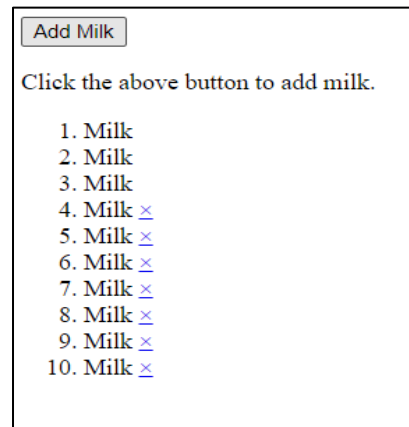 Add Milk
Click the above button to add milk.
1. Milk
2. Milk
3. Milk
4. Milk ×
5. Milk ×
6. Milk ×
7. Milk ×
8. Milk ×
9. Milk ×
10. Milk ×